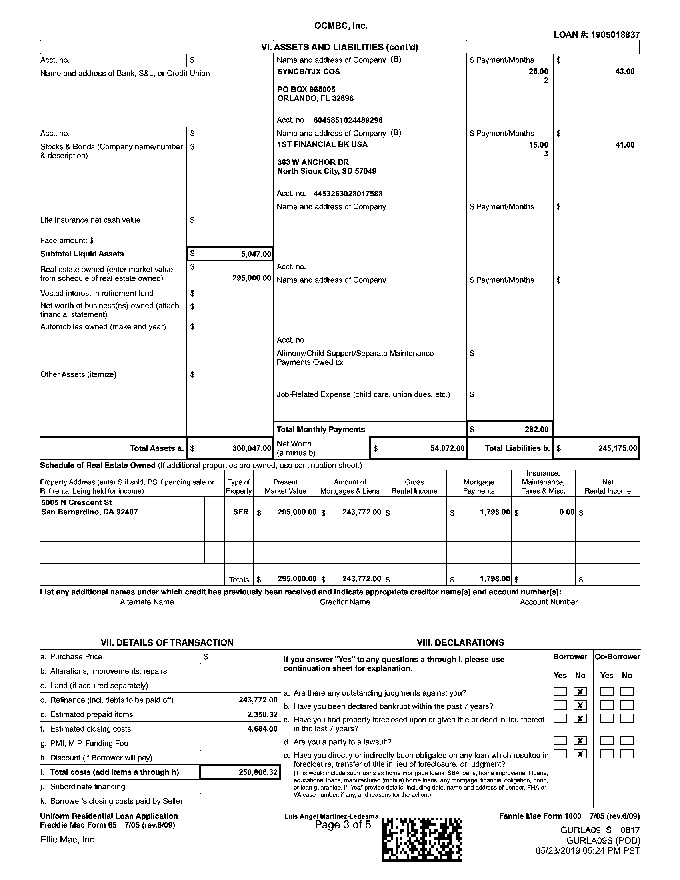 OCMBC, Inc.
LOAN #: 1905018937
VI. ASSETS AND LIABILITIES (cont'd)
Acct. no. $ Name and address of Company (B) $ Payment/Months $
Name and address of Bank, S&L, or Credit Union SYNCB/TJX COS 28.00 43.00
2
PO BOX 965005
ORLANDO, FL 32896
Acct. no. 6045851024489296
Acct. no. $ Name and address of Company (B) $ Payment/Months $
Stocks & Bonds (Company name/number $ 1ST FINANCIAL BK USA 15.00 41.00
& description) 3
363 W ANCHOR DR
North Sioux City, SD 57049
Acct. no. 4453263028017588
Name and address of Company $ Payment/Months $
Life insurance net cash value $
Face amount: $
Subtotal Liquid Assets $ 5,047.00
Real estate owned (enter market value $ Acct. no.
from schedule of real estate owned) 295,000.00 Name and address of Company $ Payment/Months $
Vested interest in retirement fund $
Net worth of business(es) owned (attach $
financial statement)
Automobiles owned (make and year) $
Acct. no.
Alimony/Child Support/Separate Maintenance $
Payments Owed to:
Other Assets (itemize) $
Job-Related Expense (child care, union dues, etc.) $
Total Monthly Payments $ 282.00
Total Assets a. $ 300,047.00 Net Worth $ 54,872.00 Total Liabilities b. $ 245,175.00
(a minus b)
Schedule of Real Estate Owned (If additional properties are owned, use continuation sheet.)
Property Address (enter S if sold, PS if pending sale or Type of Present Amount of Gross Mortgage Insurance, Net
R if rental being held for income) Property Market Value Mortgages & Liens Rental Income Payments Maintenance, Rental Income
Taxes & Misc.
5005 N Crescent St
San Bernardino, CA 92407 SFR $ 295,000.00 $ 243,772.00 $ $ 1,798.00 $ 0.00 $
Totals $ 295,000.00 $ 243,772.00 $ $ 1,798.00 $ $
List any additional names under which credit has previously been received and indicate appropriate creditor name(s) and account number(s):
Alternate Name Creditor Name Account Number
VII. DETAILS OF TRANSACTION VIII. DECLARATIONS
a. Purchase Price $ If you answer "Yes" to any questions a through i, please use Borrower Co-Borrower
b. Alterations, improvements, repairs continuation sheet for explanation. Yes No Yes No
c. Land (if acquired separately)
d. Refinance (incl. debts to be paid off) 243,772.00
e. Estimated prepaid items 2,350.32
f. Estimated closing costs 4,684.00
g. PMI, MIP, Funding Fee
h. Discount (if Borrower will pay)
i. Total costs (add items a through h) 250,806.32
j. Subordinate financing
k. Borrower's closing costs paid by Seller
a. Are there any outstanding judgments against you? X
b. Have you been declared bankrupt within the past 7 years? X
c. Have you had property foreclosed upon or given title or deed in lieu thereof X
in the last 7 years?
d. Are you a party to a lawsuit? X
e. Have you directly or indirectly been obligated on any loan which resulted in X
foreclosure, transfer of title in lieu of foreclosure, or judgment?
(This would include such loans as home mortgage loans, SBA loans, home improvement loans,
educational loans, manufactured (mobile) home loans, any mortgage, financial obligation, bond,
or loan guarantee. If "Yes," provide details, including date, name and address of Lender, FHA or
VA case number, if any, and reasons for the action.)
Uniform Residential Loan Application Luis Angel Martinez-Ledesma Fannie Mae Form 1003 7/05 (rev.6/09)
Freddie Mac Form 65 7/05 (rev.6/09) Page 3 of 5
Ellie Mae, Inc. GURLA09_S 0817
GURLA09S (POD)
05/23/2019 05:24 PM PST